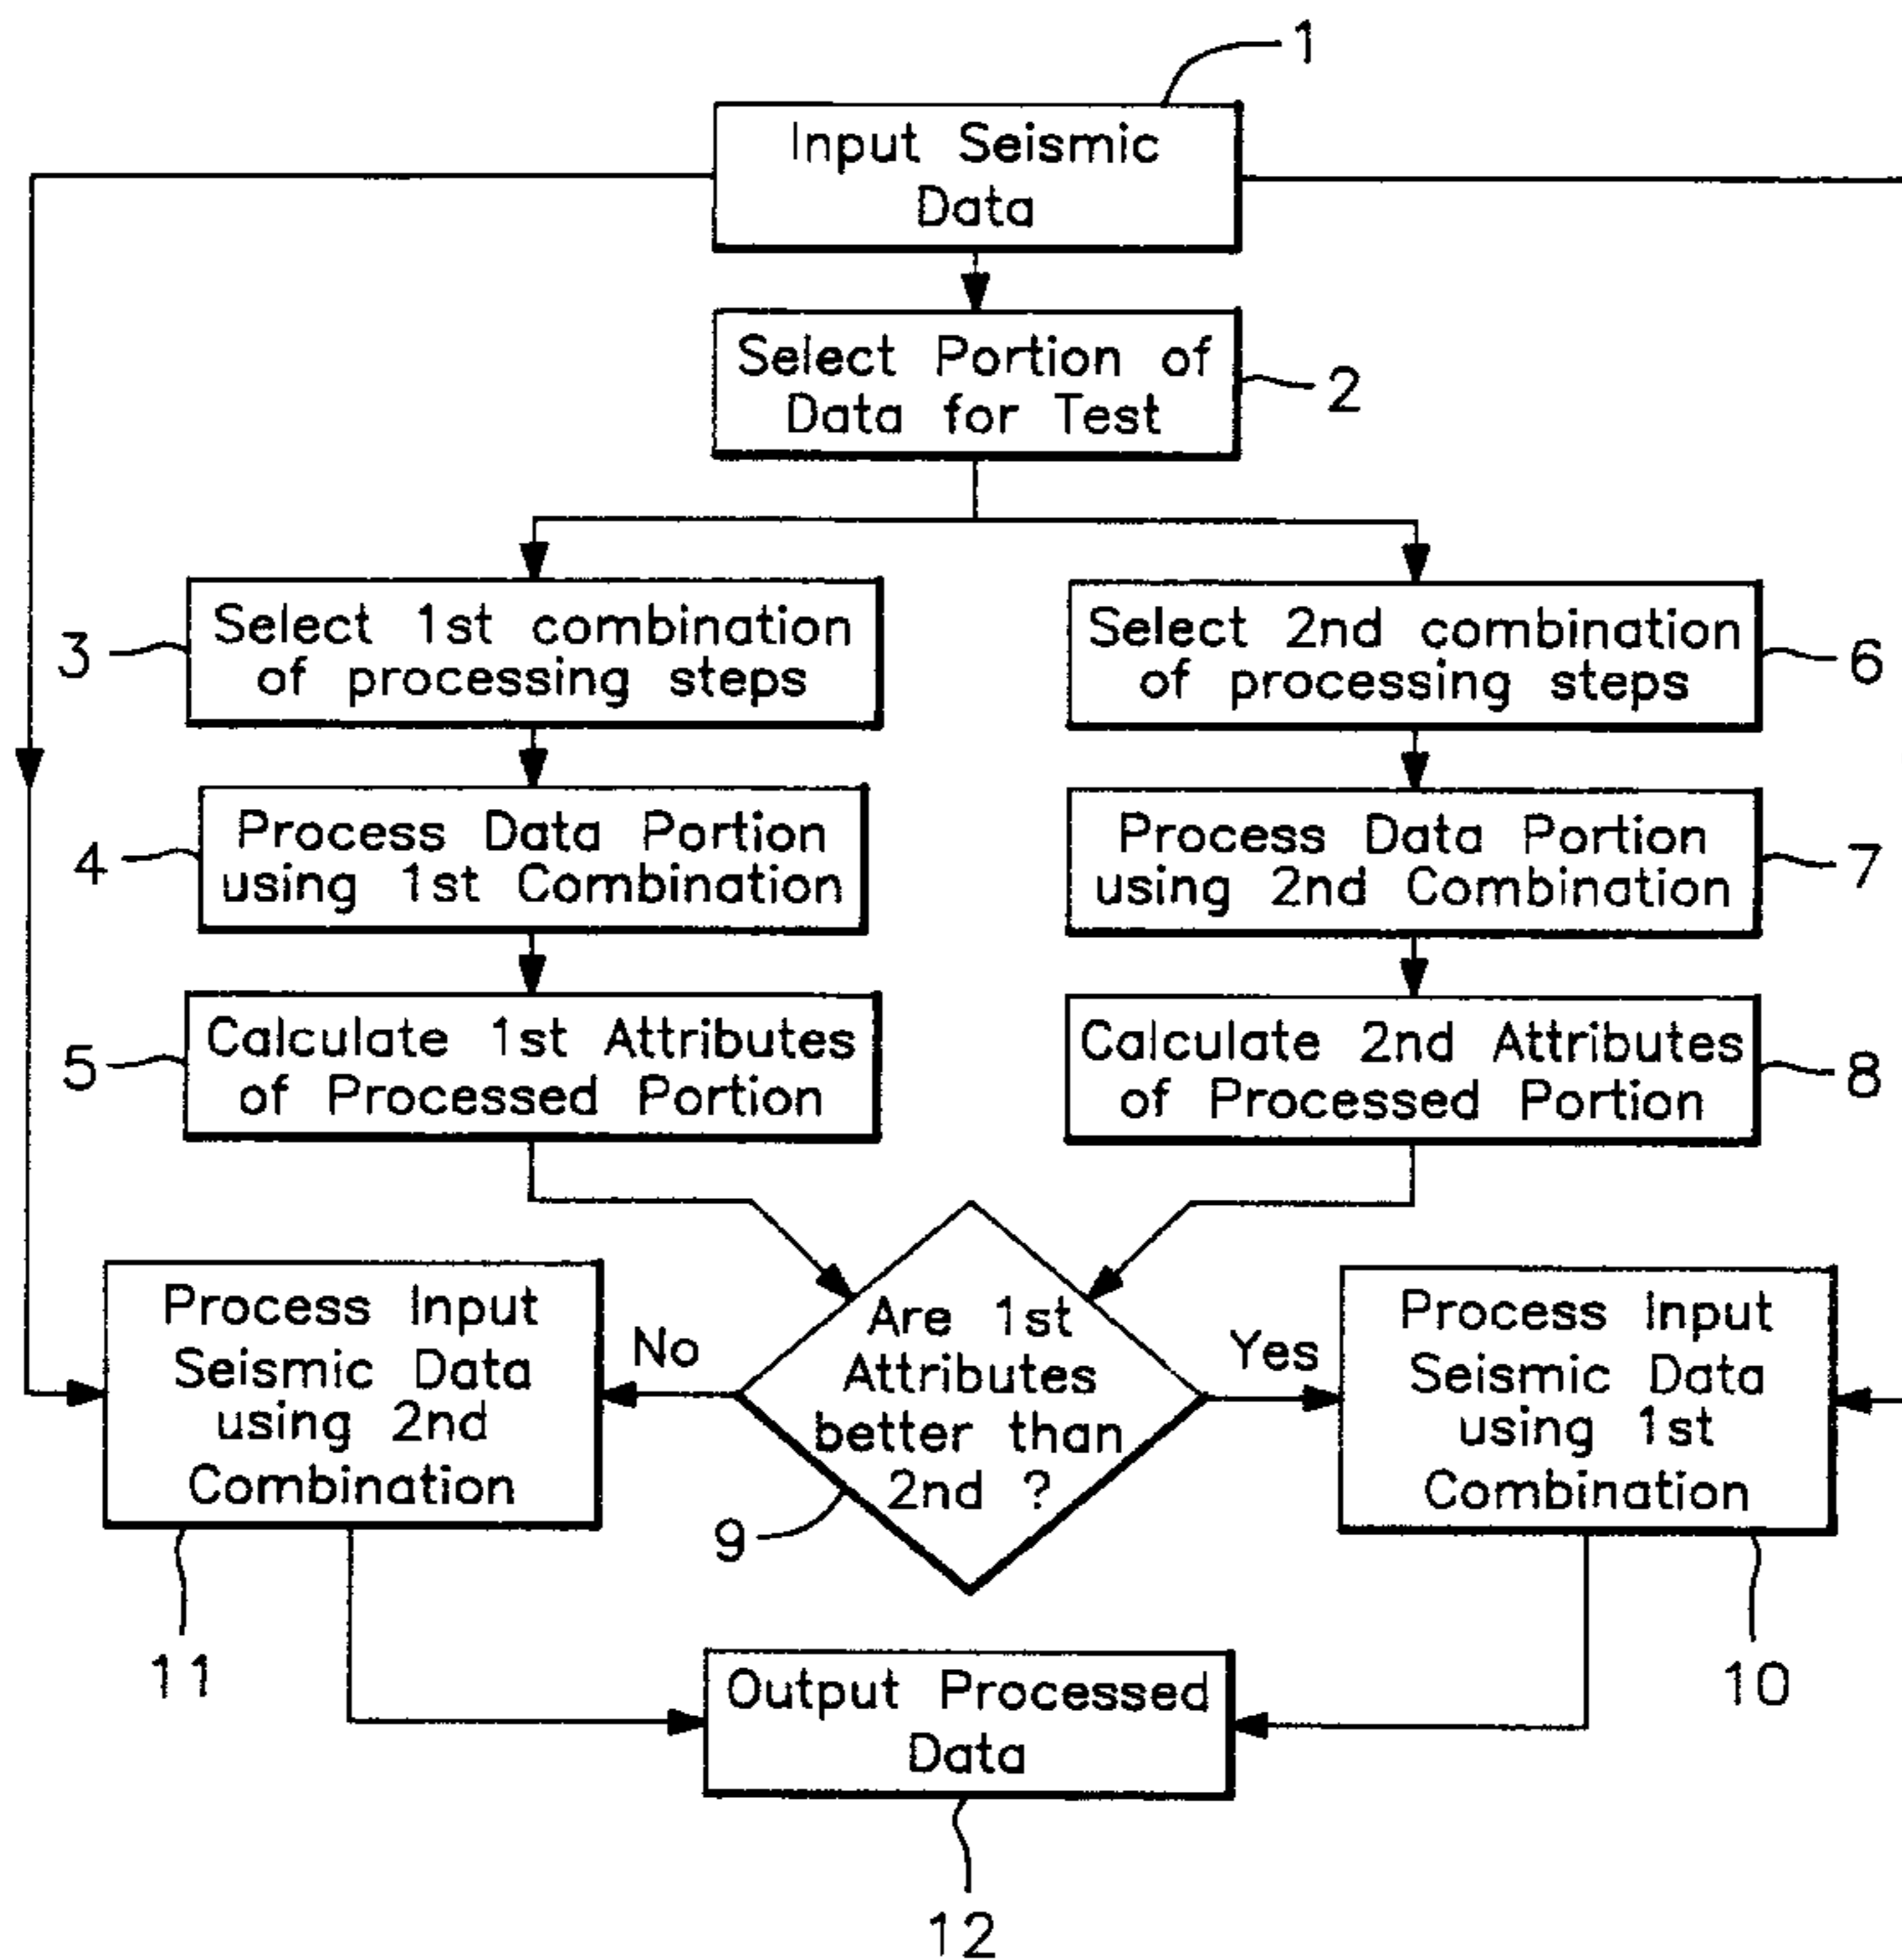 1
Input Seismic
Data
Select Portion of
Data for Test
2
3
Select 1st combination
of processing steps
Select 2nd combination
of processing steps
6
4
Process Data Portion
using 1st Combination
Process Data Portion
using 2nd Combination
7
5
Calculate 1st Attributes
of Processed Portion
Calculate 2nd Attributes
of Processed Portion
8
Process Input
Seismic Data
using 2nd
Combination
No
Are 1st
Attributes
better than
2nd ?
Yes
Process Input
Seismic Data
using 1st
Combination
9
11
10
Output Processed
Data
12